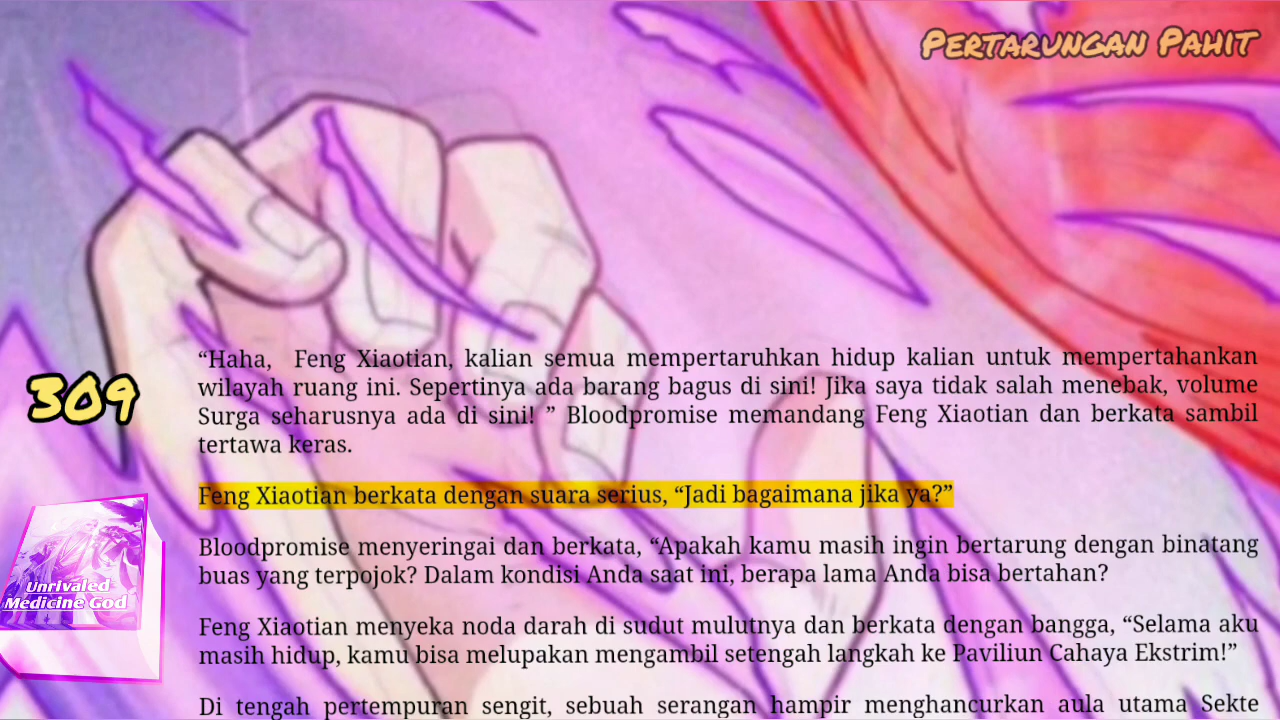 Pertarungan Pahit
“Haha, Feng Xiaotian, kalian semua mempertaruhkan hidup kalian untuk mempertahankan
wilayah ruang ini. Sepertinya ada barang bagus di sini! Jika saya tidak salah menebak, volume
Surga seharusnya ada di sini! ” Bloodpromise memandang Feng Xiaotian dan berkata sambil
tertawa keras.
309
Feng Xiaotian berkata dengan suara serius, “Jadi bagaimana jika ya?”
Bloodpromise menyeringai dan berkata, “Apakah kamu masih ingin bertarung dengan binatang
buas yang terpojok? Dalam kondisi Anda saat ini, berapa lama Anda bisa bertahan?
Unrivaled
Medicine God
Feng Xiaotian menyeka noda darah di sudut mulutnya dan berkata dengan bangga, “Selama aku
masih hidup, kamu bisa melupakan mengambil setengah langkah ke Paviliun Cahaya Ekstrim!”
Di tengah pertempuran sengit, sebuah serangan hampir menghancurkan aula utama Sekte